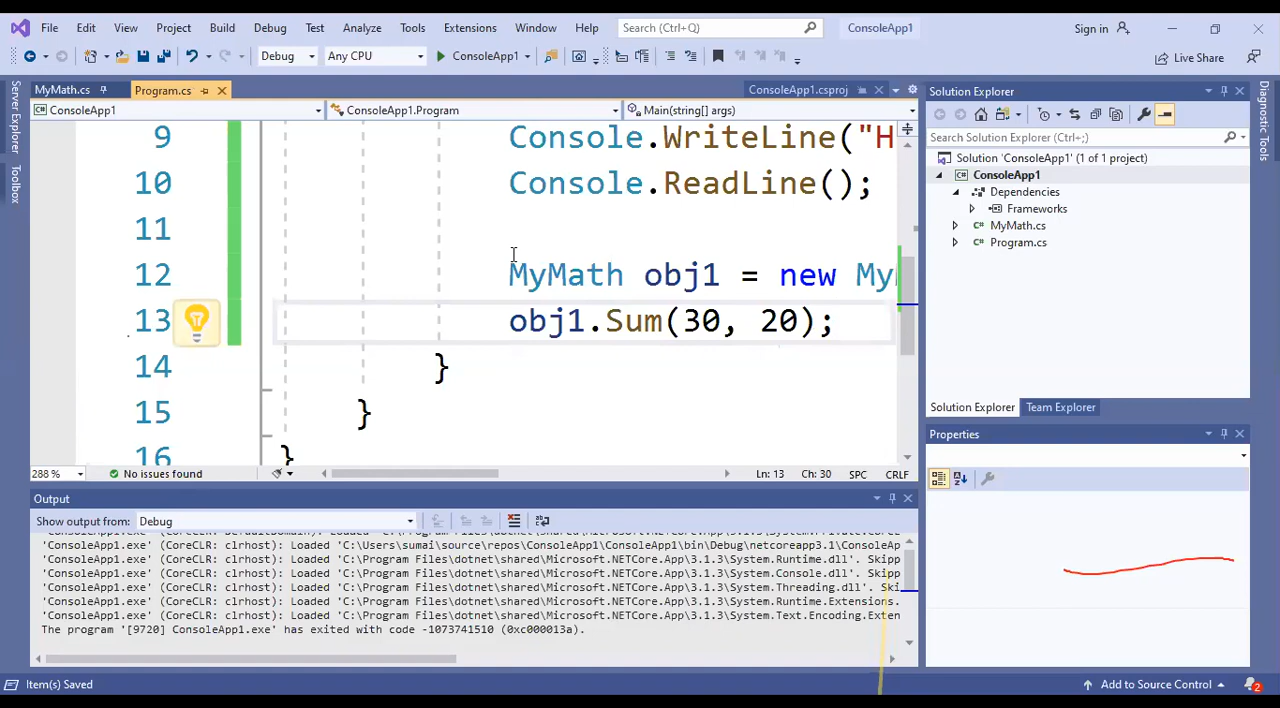 File Edit View Project Build Debug Test Analyze Tools Extensions Window Help Search (Ctrl+Q) ConsoleApp1 Sign in
Debug Any CPU ConsoleApp1 Live Share
MyMath.cs Program.cs ConsoleApp1.csproj
ConsoleApp1 ConsoleApp1.Program Main(string[] args)
Server Explorer
Toolbox
9 Console.WriteLine("H
10 Console.ReadLine();
11
12 MyMath obj1 = new My
13 obj1.Sum(30, 20);
14 }
15 }
16 }
288 % No issues found Ln: 13 Ch: 30 SPC CRLF
Output
Show output from: Debug
'ConsoleApp1.exe' (CoreCLR: clrhost): Loaded 'C:\Users\sumai\source\repos\ConsoleApp1\ConsoleApp1\bin\Debug\netcoreapp3.1\ConsoleAp
'ConsoleApp1.exe' (CoreCLR: clrhost): Loaded 'C:\Program Files\dotnet\shared\Microsoft.NETCore.App\3.1.3\System.Runtime.dll'. Skipp
'ConsoleApp1.exe' (CoreCLR: clrhost): Loaded 'C:\Program Files\dotnet\shared\Microsoft.NETCore.App\3.1.3\System.Console.dll'. Skipp
'ConsoleApp1.exe' (CoreCLR: clrhost): Loaded 'C:\Program Files\dotnet\shared\Microsoft.NETCore.App\3.1.3\System.Threading.dll'. Ski
'ConsoleApp1.exe' (CoreCLR: clrhost): Loaded 'C:\Program Files\dotnet\shared\Microsoft.NETCore.App\3.1.3\System.Runtime.Extensions.
'ConsoleApp1.exe' (CoreCLR: clrhost): Loaded 'C:\Program Files\dotnet\shared\Microsoft.NETCore.App\3.1.3\System.Text.Encoding.Exten
The program '[9720] ConsoleApp1.exe' has exited with code -1073741510 (0xc000013a).
Solution Explorer
Search Solution Explorer (Ctrl+;)
Solution 'ConsoleApp1' (1 of 1 project)
ConsoleApp1
Dependencies
Frameworks
MyMath.cs
Program.cs
Solution Explorer Team Explorer
Properties
Diagnostic Tools
Item(s) Saved Add to Source Control 2